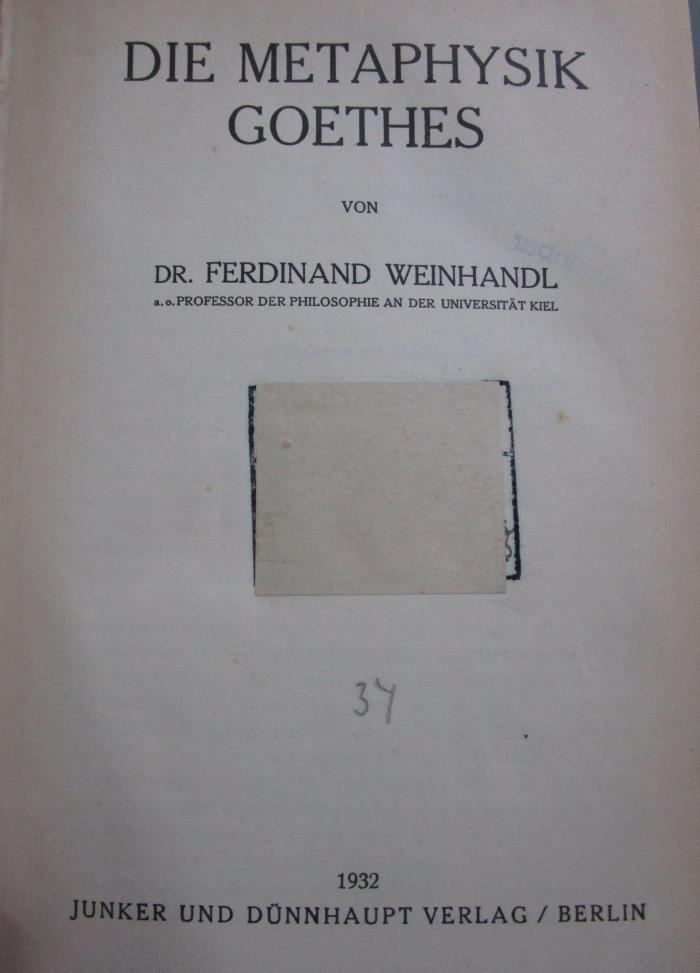 DIE METAPHYSIK
GOETHES
VON
DR. FERDINAND WEINHANDL
a. o. PROFESSOR DER PHILOSOPHIE AN DER UNIVERSITÄT KIEL
34
1932
JUNKER UND DÜNNHAUPT VERLAG / BERLIN